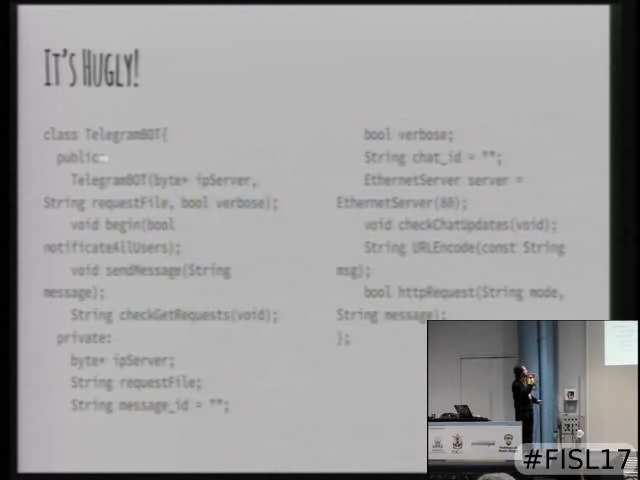 It's Hugly!
class TelegramBOT{
public:
TelegramBOT(byte* ipServer,
String requestFile, bool verbose);
void begin(bool
notificateAllUsers);
void sendMessage(String
message);
String checkGetRequests(void);
private:
byte* ipServer;
String requestFile;
String message_id = "";
bool verbose;
String chat_id = "";
EthernetServer server =
EthernetServer(80);
void checkChatUpdates(void);
String URLEncode(const String
msg);
bool httpRequest(String mode,
String message);
};
#FISL17